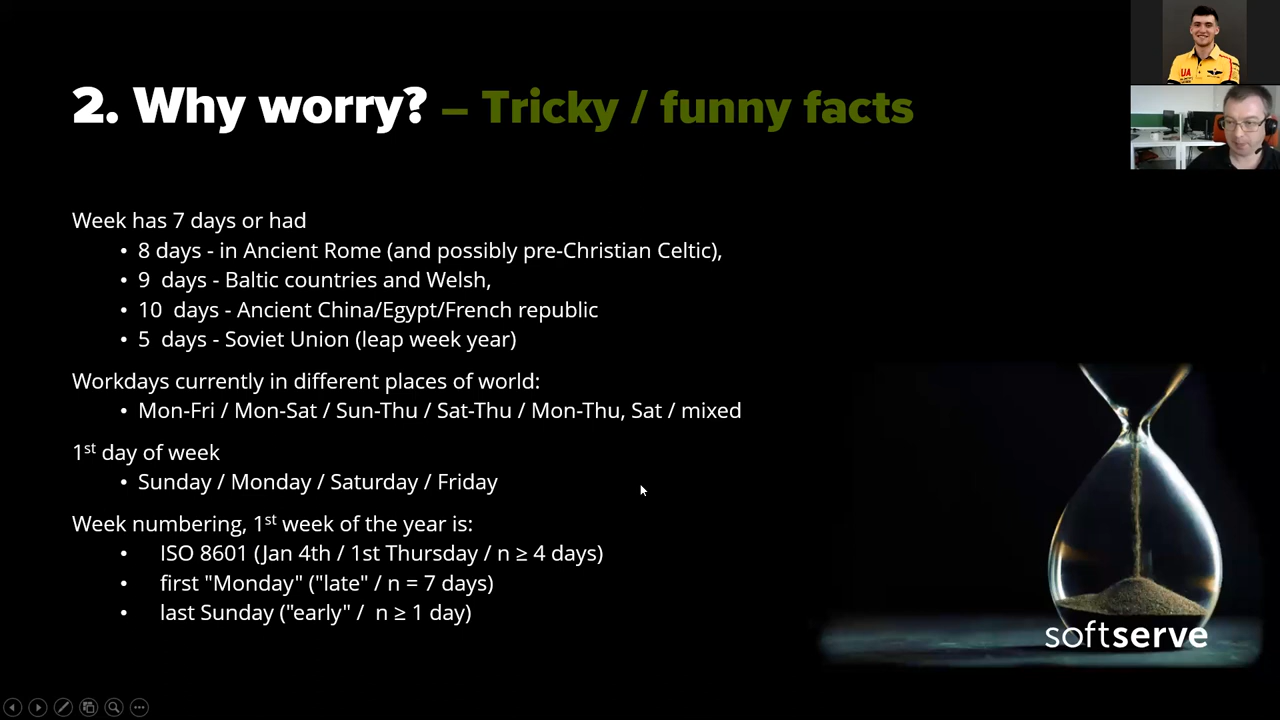 2. Why worry? – Tricky / funny facts
Week has 7 days or had
• 8 days - in Ancient Rome (and possibly pre-Christian Celtic),
• 9  days - Baltic countries and Welsh,
• 10  days - Ancient China/Egypt/French republic
• 5  days - Soviet Union (leap week year)
Workdays currently in different places of world:
• Mon-Fri / Mon-Sat / Sun-Thu / Sat-Thu / Mon-Thu, Sat / mixed
1st day of week
• Sunday / Monday / Saturday / Friday
Week numbering, 1st week of the year is:
• ISO 8601 (Jan 4th / 1st Thursday / n ≥ 4 days)
• first "Monday" ("late" / n = 7 days)
• last Sunday ("early" /  n ≥ 1 day)
softserve
UA